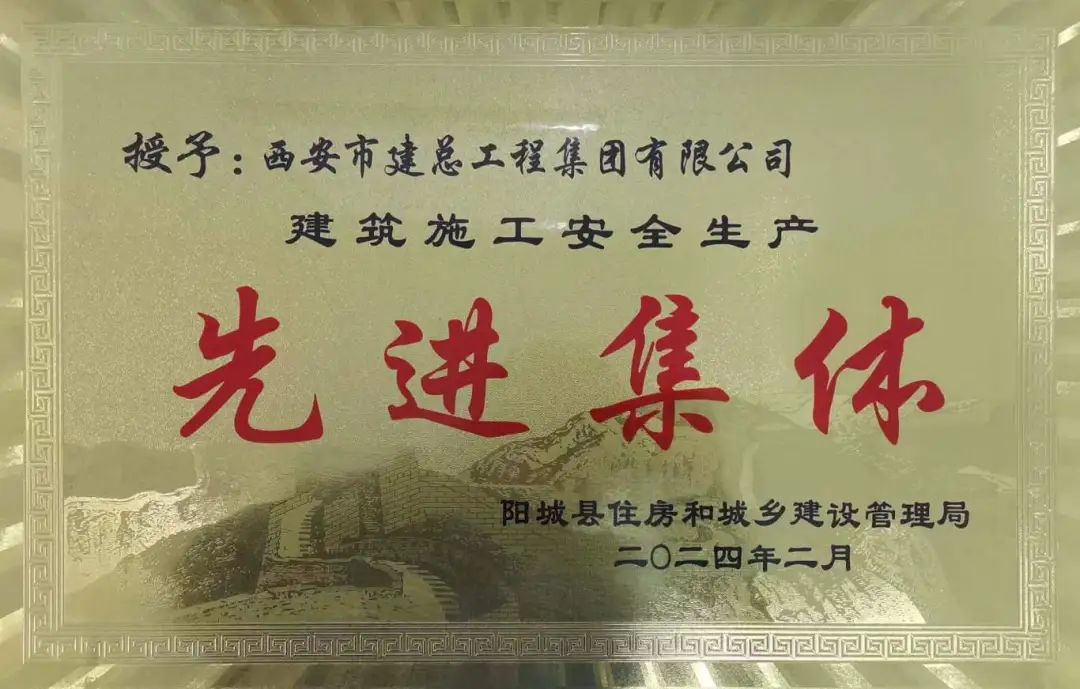 授予：西安市建总工程集团有限公司
建筑施工安全生产
先进集体
阳城县住房和城乡建设管理局
二〇二四年二月